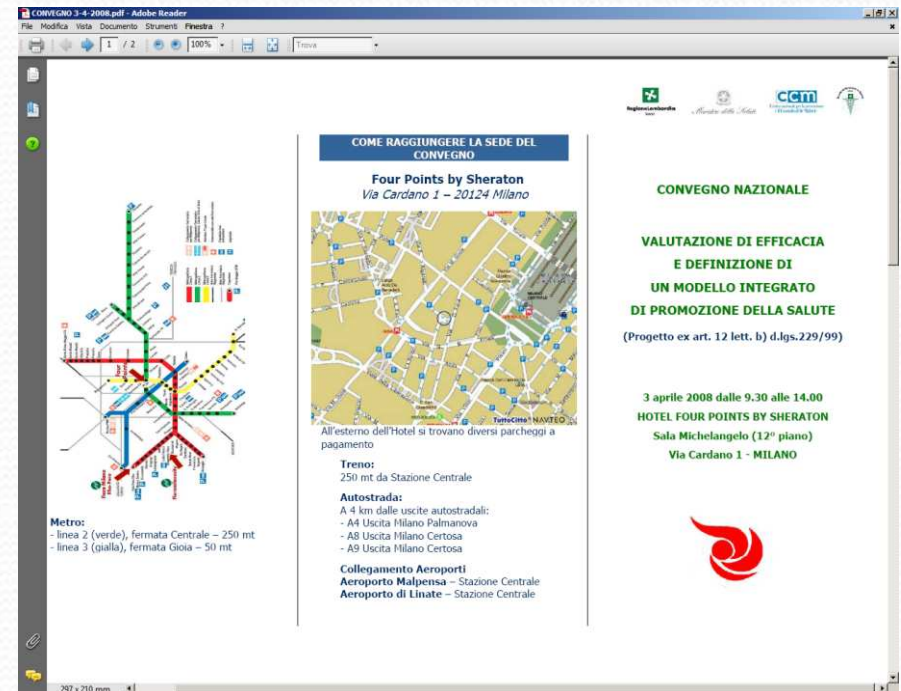 CONVEGNO 3-4-2008.pdf - Adobe Reader
File Modifica Vista Documento Strumenti Finestra ?
1 / 2 100% Trova
Metro:
- linea 2 (verde), fermata Centrale – 250 mt
- linea 3 (gialla), fermata Gioia – 50 mt
COME RAGGIUNGERE LA SEDE DEL
CONVEGNO
Four Points by Sheraton
Via Cardano 1 – 20124 Milano
TuttoCittà NAVTEQ
All'esterno dell'Hotel si trovano diversi parcheggi a
pagamento
Treno:
250 mt da Stazione Centrale
Autostrada:
A 4 km dalle uscite autostradali:
- A4 Uscita Milano Palmanova
- A8 Uscita Milano Certosa
- A9 Uscita Milano Certosa
Collegamento Aeroporti
Aeroporto Malpensa – Stazione Centrale
Aeroporto di Linate – Stazione Centrale
RegioneLombardia
Ministero della Salute
ccm
CONVEGNO NAZIONALE
VALUTAZIONE DI EFFICACIA
E DEFINIZIONE DI
UN MODELLO INTEGRATO
DI PROMOZIONE DELLA SALUTE
(Progetto ex art. 12 lett. b) d.lgs.229/99)
3 aprile 2008 dalle 9.30 alle 14.00
HOTEL FOUR POINTS BY SHERATON
Sala Michelangelo (12° piano)
Via Cardano 1 - MILANO
297 x 210 mm